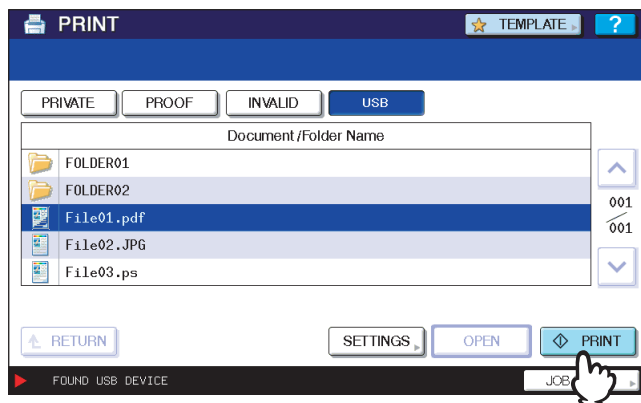 PRINT
TEMPLATE
?
PRIVATE PROOF INVALID USB
Document/Folder Name
FOLDER01
FOLDER02
File01.pdf
File02.JPG
File03.ps
001
001
RETURN SETTINGS OPEN PRINT
FOUND USB DEVICE
JOB